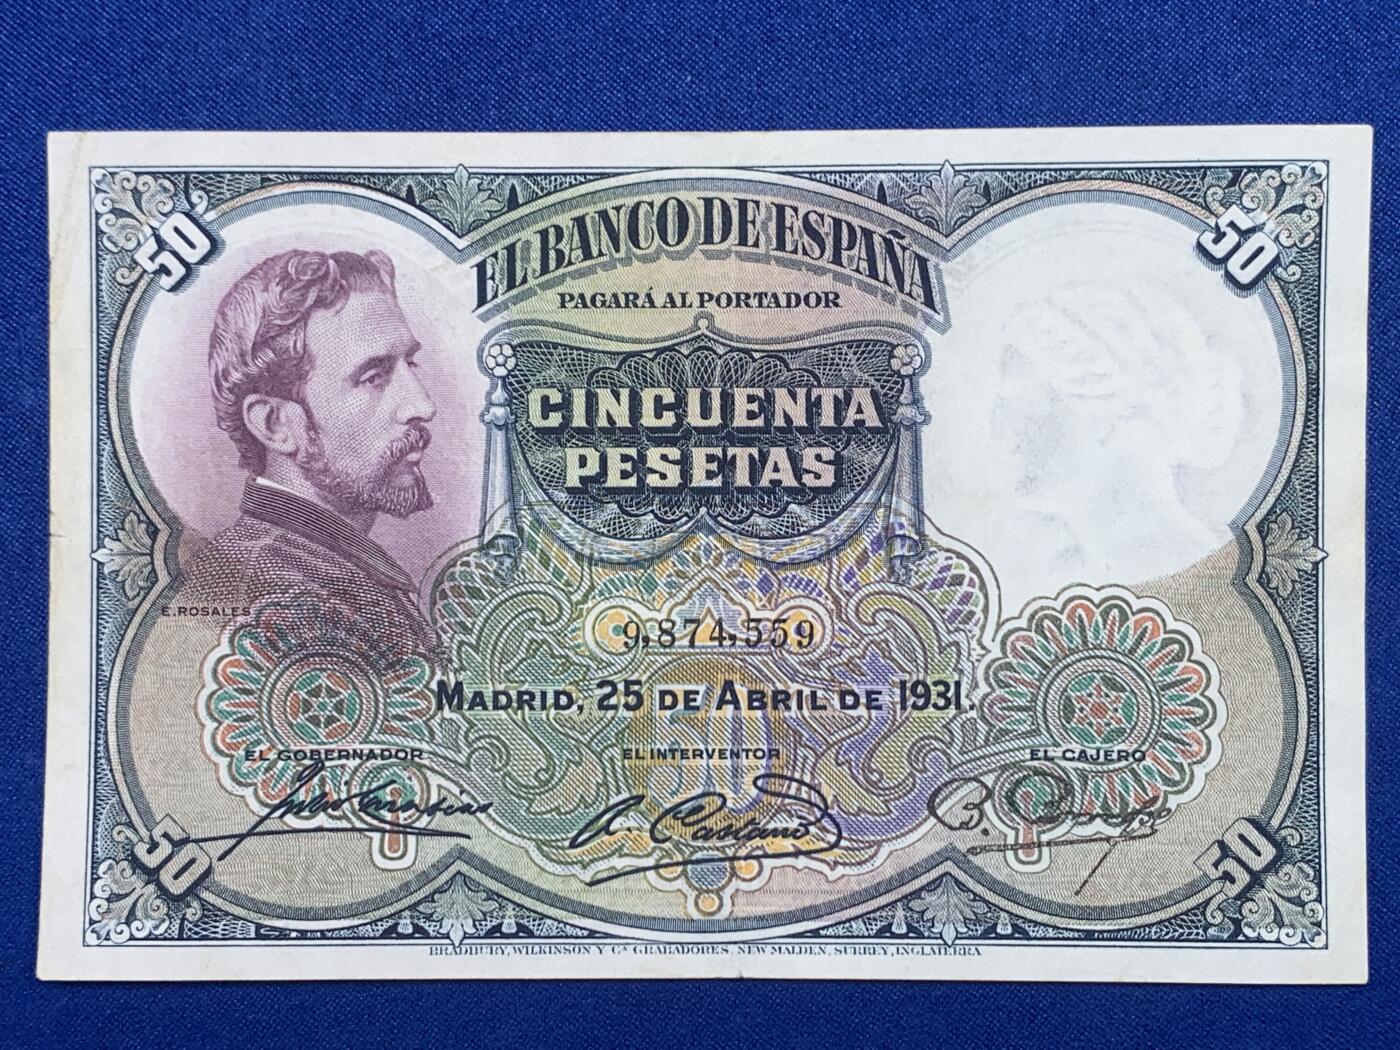 50
50
EL BANCO DE ESPAÑA
PAGARÁ AL PORTADOR
CINCUENTA
PESETAS
E. ROSALES
9,874,559
MADRID, 25 DE ABRIL DE 1931.
50
EL GOBERNADOR EL INTERVENTOR EL CAJERO
50
50
BRADBURY, WILKINSON Y Cª GRABADORES, NEW MALDEN, SURREY, INGLATERRA